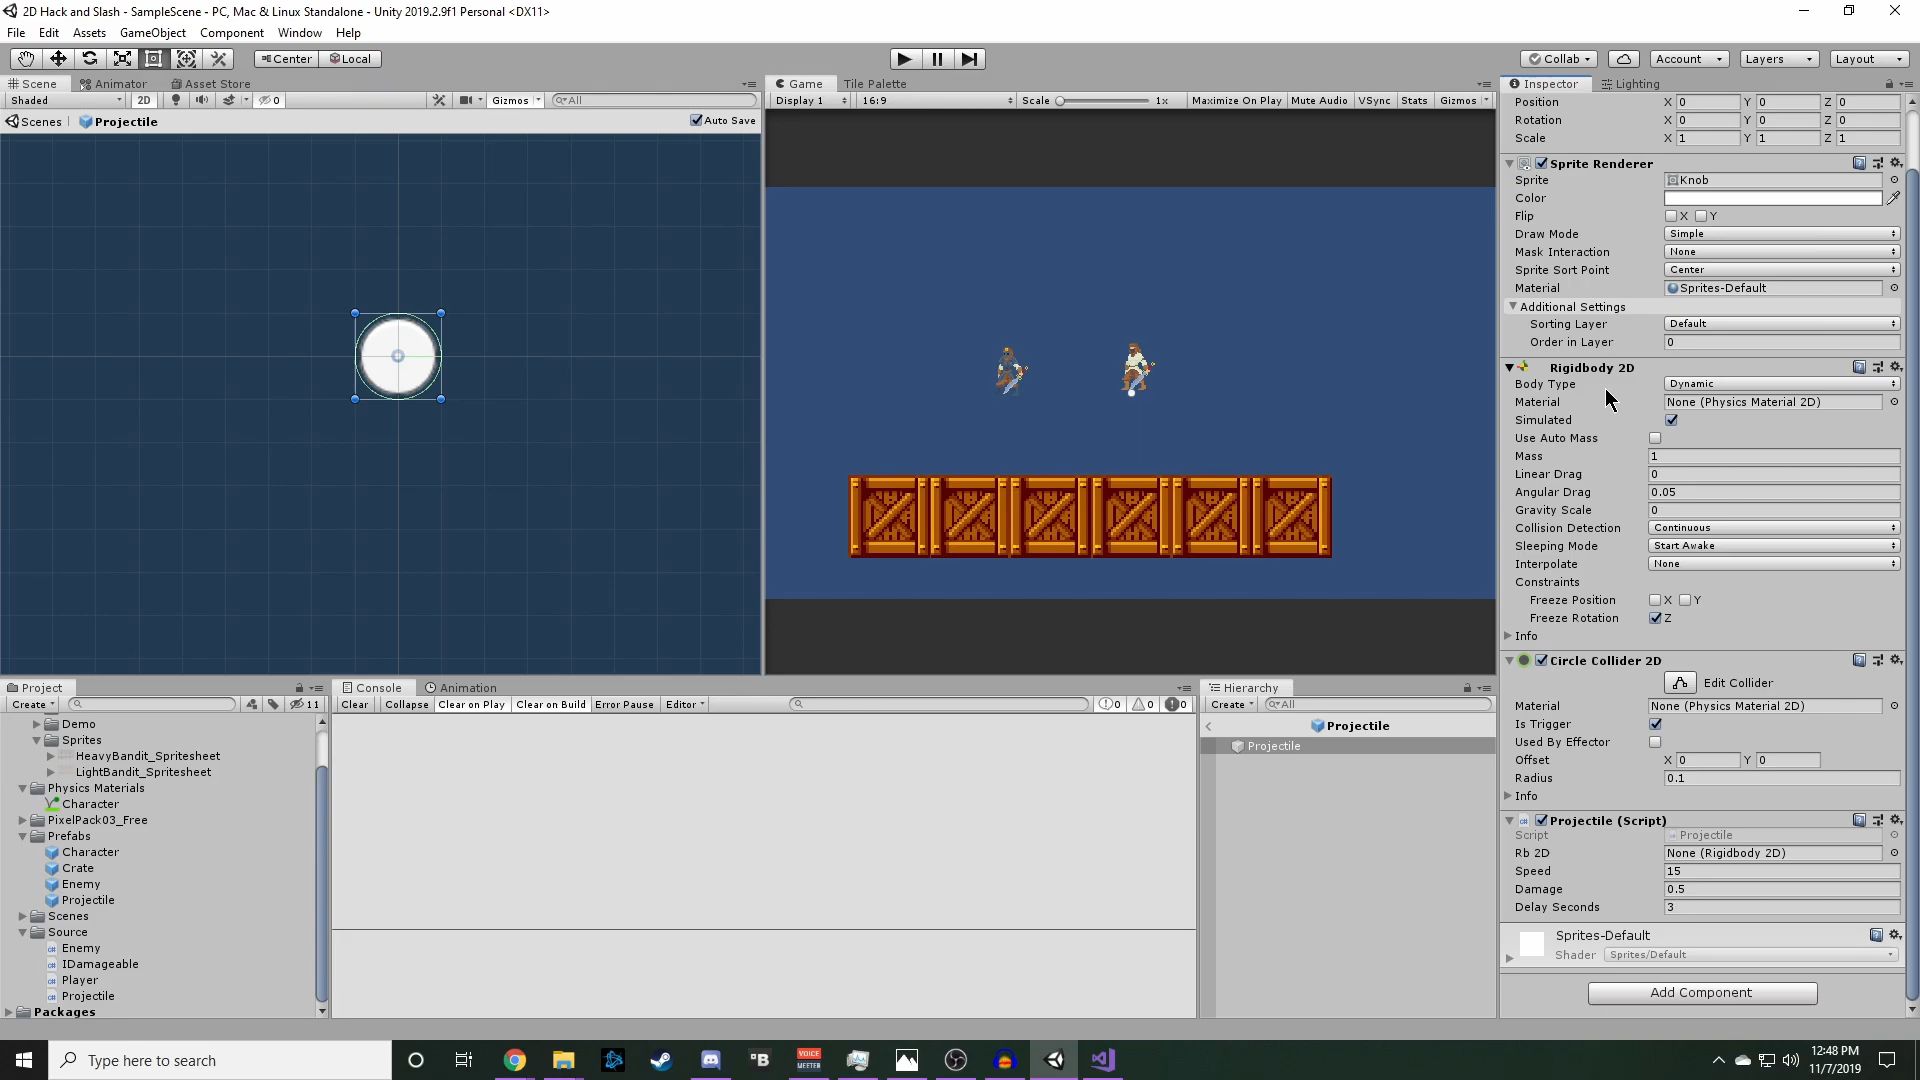 2D Hack and Slash - SampleScene - PC, Mac & Linux Standalone - Unity 2019.2.9f1 Personal <DX11>
File Edit Assets GameObject Component Window Help
Center Local
Collab Account Layers Layout
Scene Animator Asset Store
Shaded 2D 0 Gizmos All
Scenes Projectile Auto Save
Game Tile Palette
Display 1 16:9 Scale 1x Maximize On Play Mute Audio VSync Stats Gizmos
Inspector Lighting
Position X 0 Y 0 Z 0
Rotation X 0 Y 0 Z 0
Scale X 1 Y 1 Z 1
Sprite Renderer
Sprite Knob
Color
Flip X Y
Draw Mode Simple
Mask Interaction None
Sprite Sort Point Center
Material Sprites-Default
Additional Settings
Sorting Layer Default
Order in Layer 0
Rigidbody 2D
Body Type Dynamic
Material None (Physics Material 2D)
Simulated
Use Auto Mass
Mass 1
Linear Drag 0
Angular Drag 0.05
Gravity Scale 0
Collision Detection Continuous
Sleeping Mode Start Awake
Interpolate None
Constraints
Freeze Position X Y
Freeze Rotation Z
Info
Circle Collider 2D
Edit Collider
Material None (Physics Material 2D)
Is Trigger
Used By Effector
Offset X 0 Y 0
Radius 0.1
Info
Projectile (Script)
Script Projectile
Rb 2D None (Rigidbody 2D)
Speed 15
Damage 0.5
Delay Seconds 3
Sprites-Default
Shader Sprites/Default
Add Component
Project
Create 11
Demo
Sprites
HeavyBandit_Spritesheet
LightBandit_Spritesheet
Physics Materials
Character
PixelPack03_Free
Prefabs
Character
Crate
Enemy
Projectile
Scenes
Source
Enemy
IDamageable
Player
Projectile
Packages
Console Animation
Clear Collapse Clear on Play Clear on Build Error Pause Editor 0 0 0
Hierarchy
Create All
Projectile
Projectile
Type here to search
B
VOICE
MEETER
12:48 PM
11/7/2019